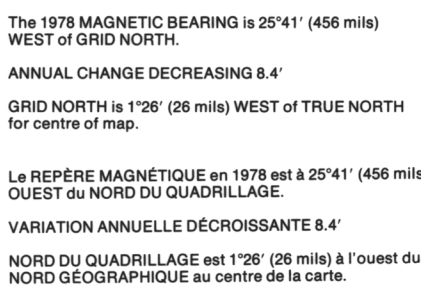 The 1978 MAGNETIC BEARING is 25°41′ (456 mils)
WEST of GRID NORTH.
ANNUAL CHANGE DECREASING 8.4′
GRID NORTH is 1°26′ (26 mils) WEST of TRUE NORTH
for centre of map.
Le REPÈRE MAGNÉTIQUE en 1978 est à 25°41′ (456 mils
OUEST du NORD DU QUADRILLAGE.
VARIATION ANNUELLE DÉCROISSANTE 8.4′
NORD DU QUADRILLAGE est 1°26′ (26 mils) à l'ouest du
NORD GÉOGRAPHIQUE au centre de la carte.